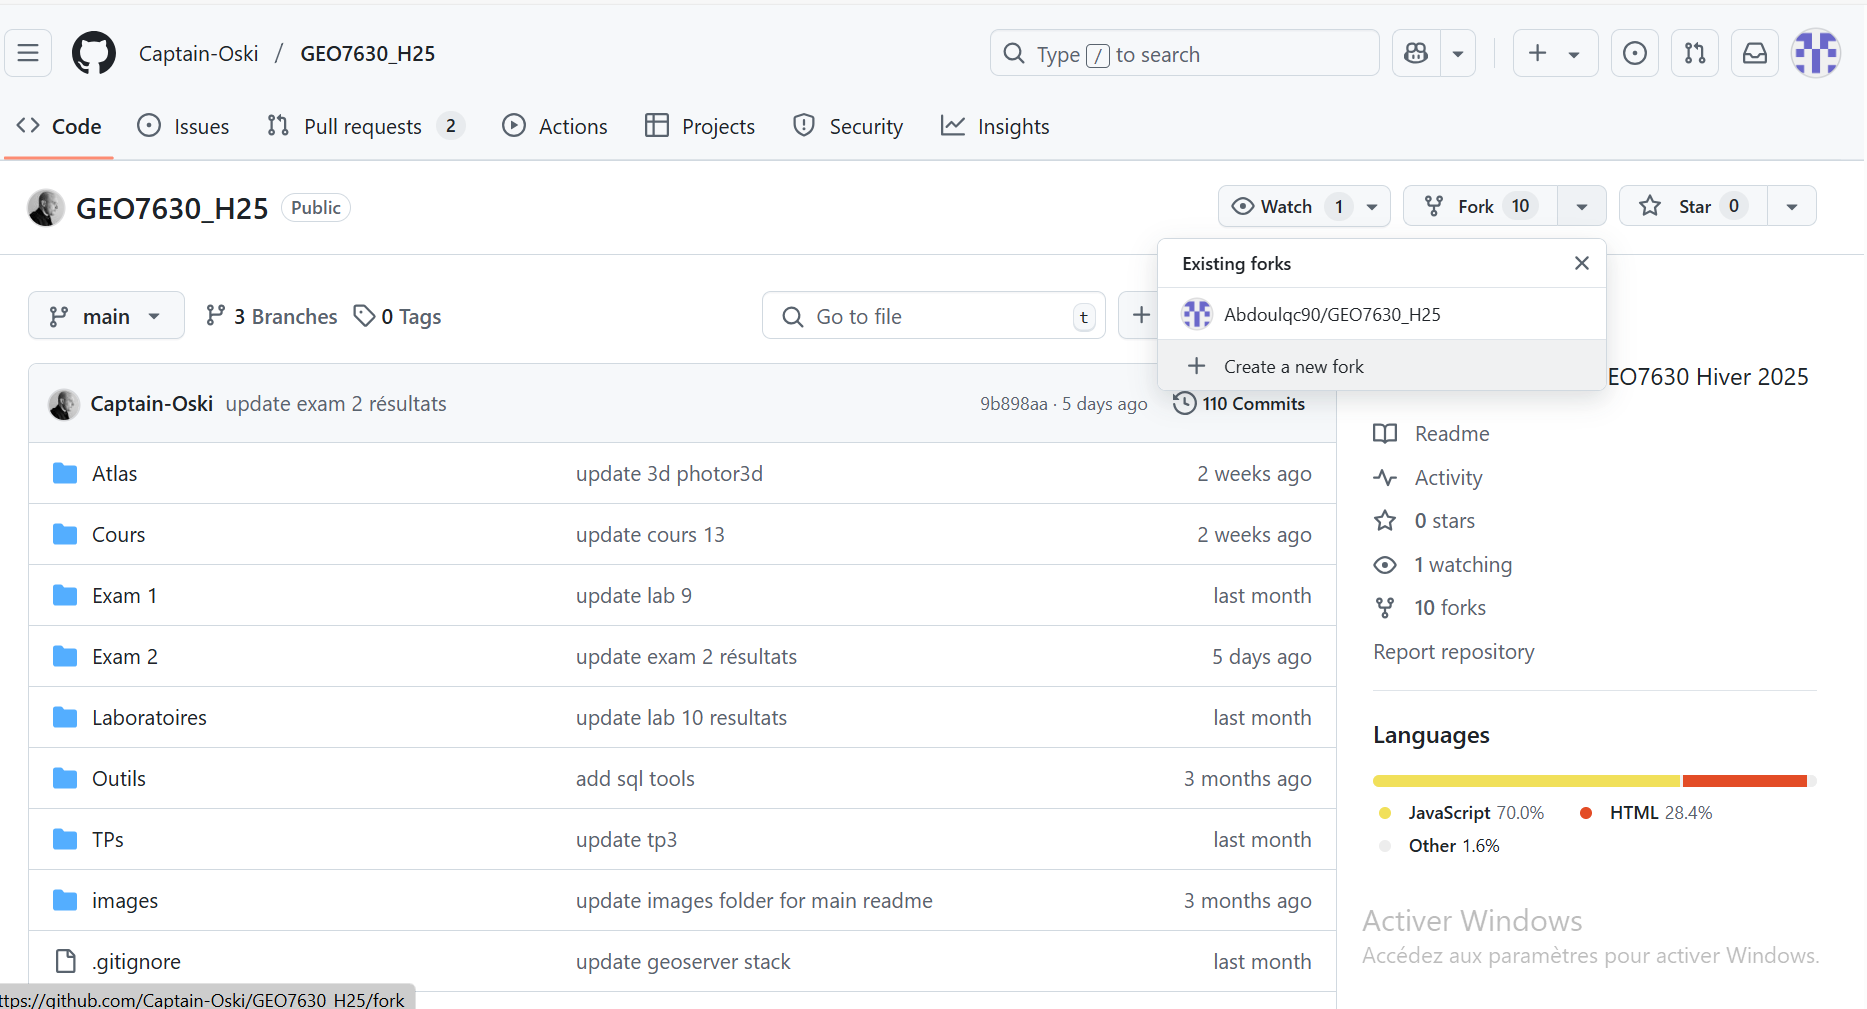 Captain-Oski / GEO7630_H25
Type / to search
Code
Issues
Pull requests 2
Actions
Projects
Security
Insights
GEO7630_H25 Public
Watch 1
Fork 10
Star 0
Existing forks
Abdoulqc90/GEO7630_H25
Create a new fork
main
3 Branches
0 Tags
Go to file t
EO7630 Hiver 2025
Captain-Oski update exam 2 résultats 9b898aa · 5 days ago 110 Commits
Atlas update 3d photor3d 2 weeks ago
Cours update cours 13 2 weeks ago
Exam 1 update lab 9 last month
Exam 2 update exam 2 résultats 5 days ago
Laboratoires update lab 10 resultats last month
Outils add sql tools 3 months ago
TPs update tp3 last month
images update images folder for main readme 3 months ago
.gitignore update geoserver stack last month
Readme
Activity
0 stars
1 watching
10 forks
Report repository
Languages
JavaScript 70.0% HTML 28.4%
Other 1.6%
Activer Windows
Accédez aux paramètres pour activer Windows.
ttps://github.com/Captain-Oski/GEO7630_H25/fork